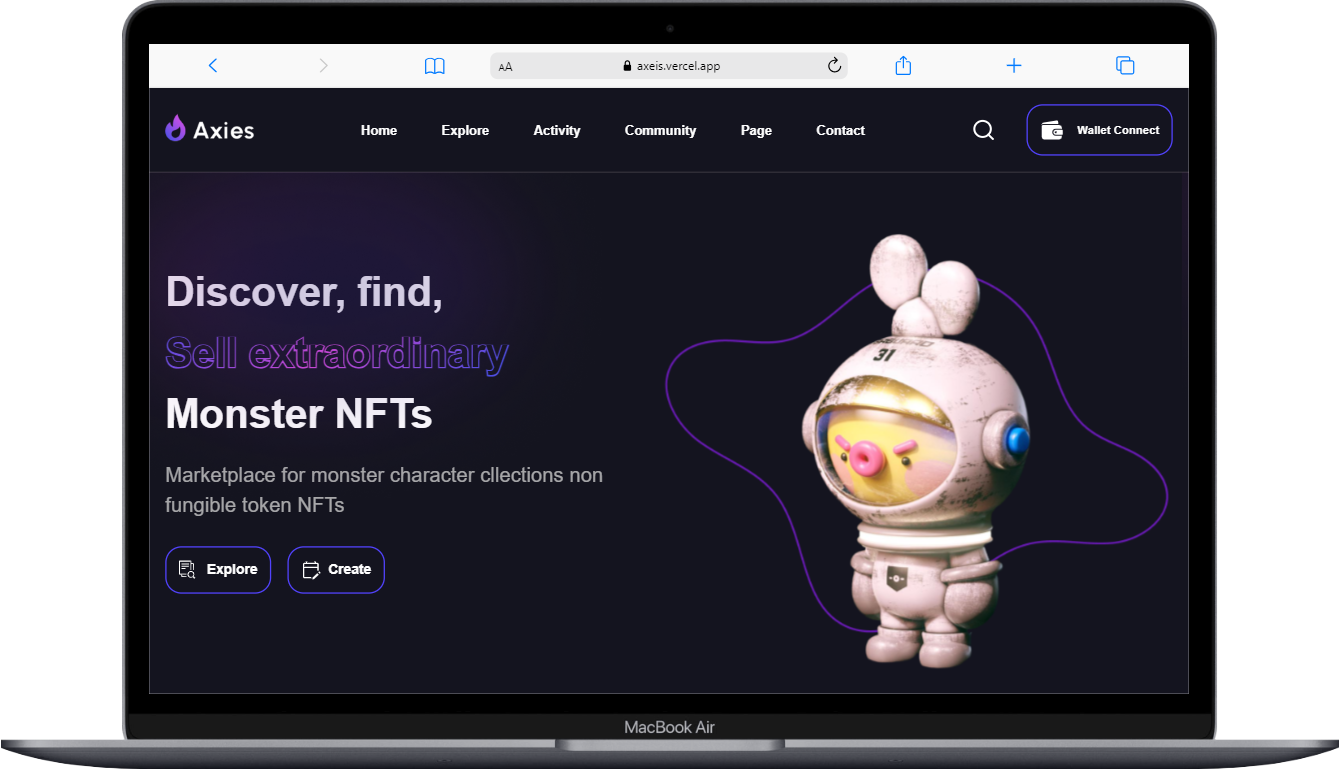 AA axeis.vercel.app
Axies Home Explore Activity Community Page Contact Wallet Connect
Discover, find,
Sell extraordinary
Monster NFTs
Marketplace for monster character cllections non
fungible token NFTs
Explore Create
31
MacBook Air